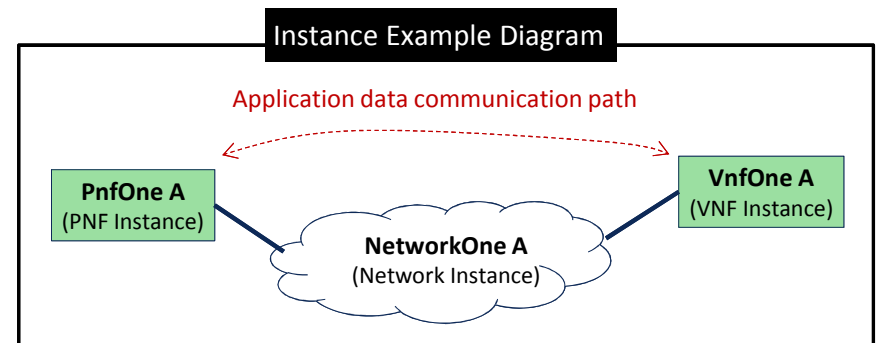 Instance Example Diagram
Application data communication path
PnfOne A
(PNF Instance)
VnfOne A
(VNF Instance)
NetworkOne A
(Network Instance)